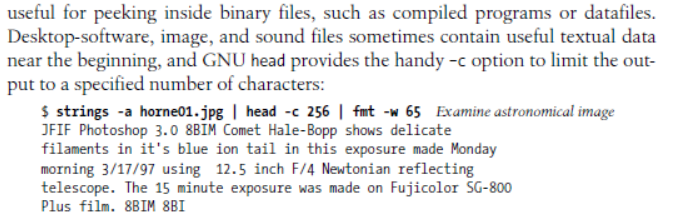 useful for peeking inside binary files, such as compiled programs or datafiles.
Desktop-software, image, and sound files sometimes contain useful textual data
near the beginning, and GNU head provides the handy -c option to limit the out-
put to a specified number of characters:
$ strings -a horne01.jpg | head -c 256 | fmt -w 65 Examine astronomical image
JFIF Photoshop 3.0 8BIM Comet Hale-Bopp shows delicate
filaments in it's blue ion tail in this exposure made Monday
morning 3/17/97 using 12.5 inch F/4 Newtonian reflecting
telescope. The 15 minute exposure was made on Fujicolor SG-800
Plus film. 8BIM 8BI